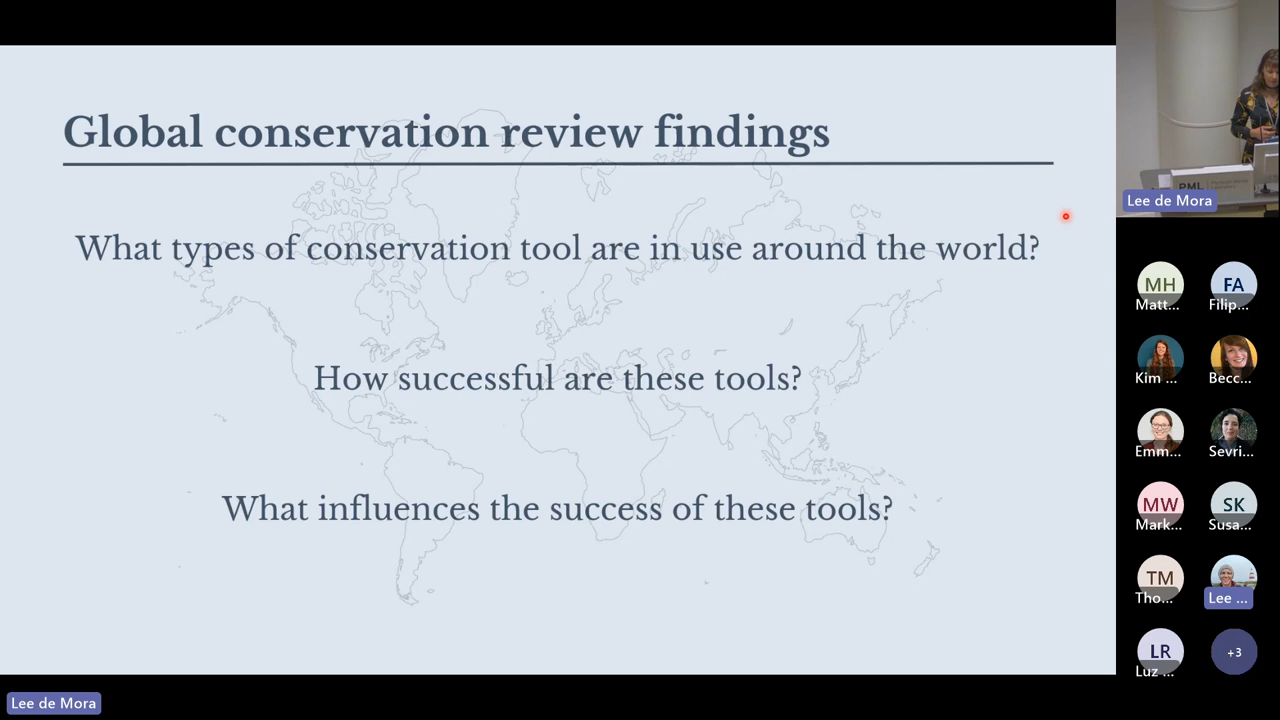 Global conservation review findings
What types of conservation tool are in use around the world?
How successful are these tools?
What influences the success of these tools?
PML
Lee de Mora
MH
FA
Matt...
Filip...
Kim ...
Becc...
Emm...
Sevri...
MW
SK
Mark...
Susa...
TM
Tho...
Lee ...
LR
+3
Luz ...
Lee de Mora